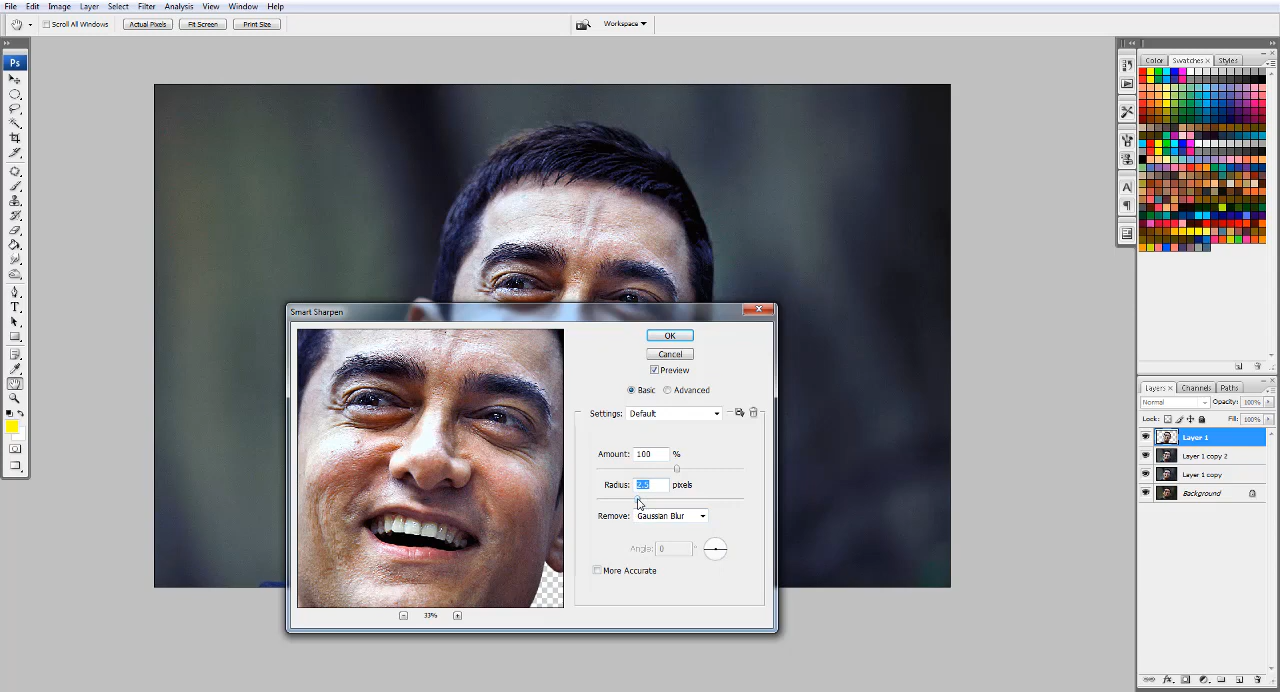 File Edit Image Layer Select Filter Analysis View Window Help
Scroll All Windows Actual Pixels Fit Screen Print Size Workspace
Ps
Color Swatches Styles
T
A
Smart Sharpen
OK
Cancel
Preview
Basic Advanced
Settings: Default
Amount: 100 %
Radius: 2.5 pixels
Remove: Gaussian Blur
Angle: 0 °
More Accurate
33%
Layers Channels Paths
Normal Opacity: 100%
Lock: Fill: 100%
Layer 1
Layer 1 copy 2
Layer 1 copy
Background